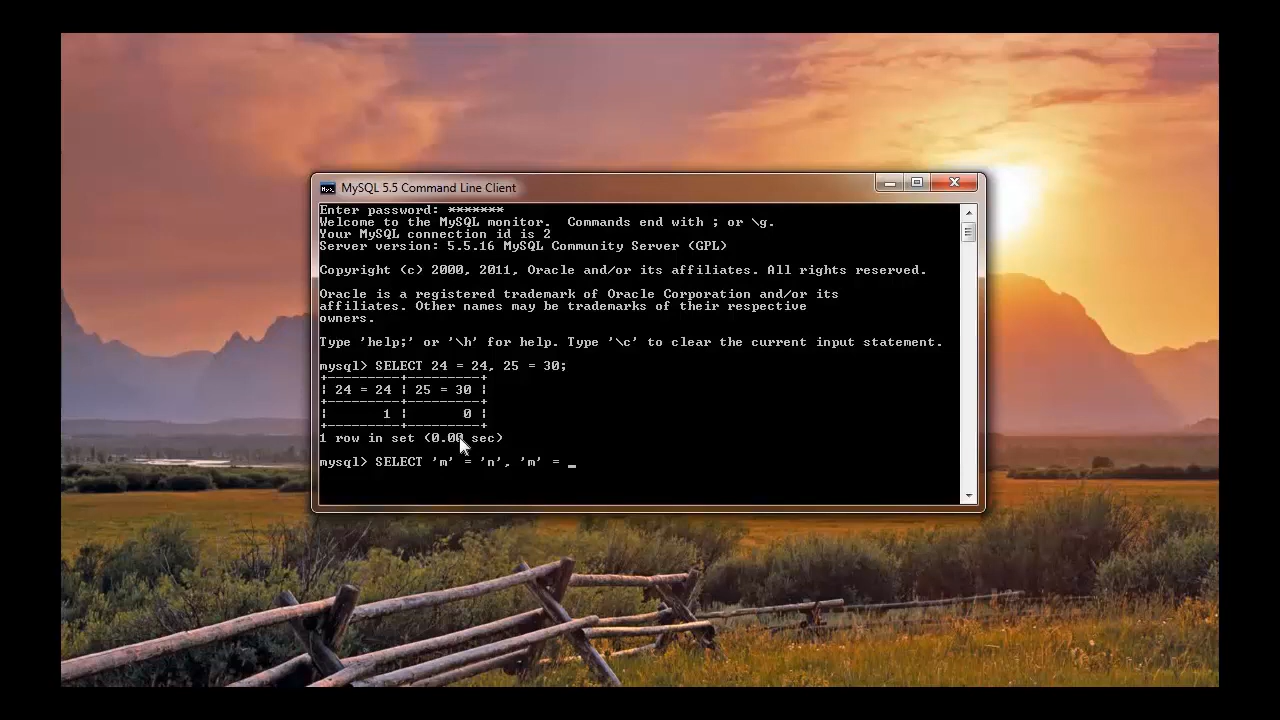 MySQL 5.5 Command Line Client
Enter password: *******
Welcome to the MySQL monitor.  Commands end with ; or \g.
Your MySQL connection id is 2
Server version: 5.5.16 MySQL Community Server (GPL)
Copyright (c) 2000, 2011, Oracle and/or its affiliates. All rights reserved.
Oracle is a registered trademark of Oracle Corporation and/or its
affiliates. Other names may be trademarks of their respective
owners.
Type 'help;' or '\h' for help. Type '\c' to clear the current input statement.
mysql> SELECT 24 = 24, 25 = 30;
+---------+---------+
| 24 = 24 | 25 = 30 |
+---------+---------+
|       1 |       0 |
+---------+---------+
1 row in set (0.00 sec)
mysql> SELECT 'm' = 'n', 'm' = _